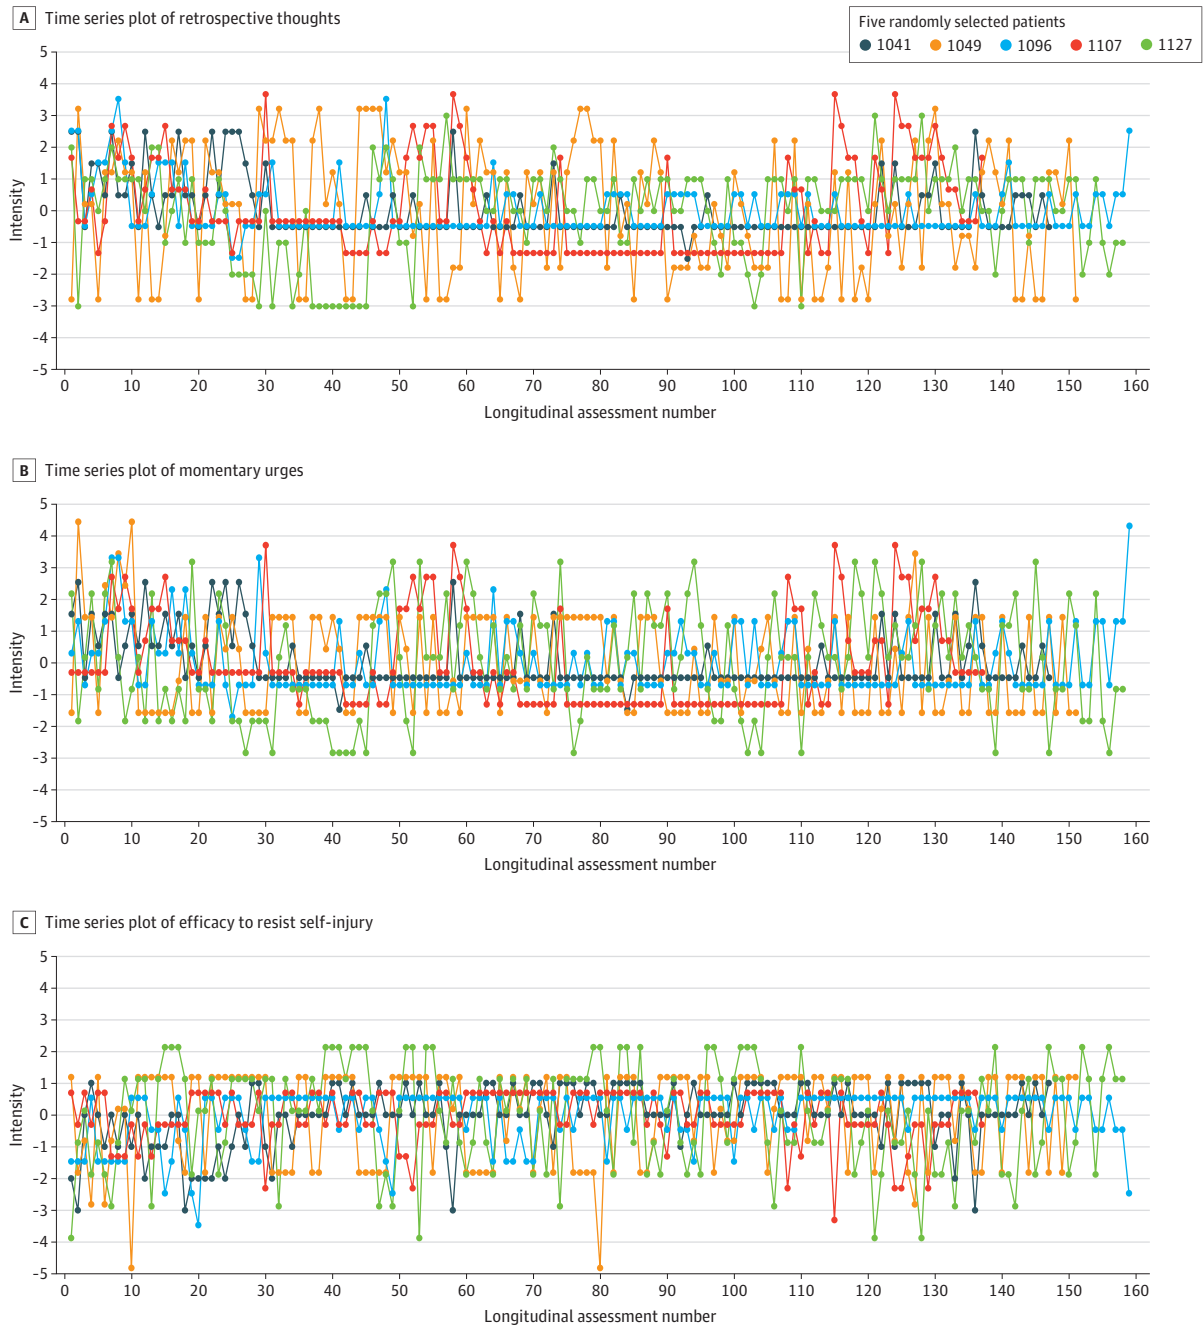 A Time series plot of retrospective thoughts
Five randomly selected patients
1041 1049 1096 1107 1127
5
4
3
2
1
0
-1
-2
-3
-4
-5
Intensity
0 10 20 30 40 50 60 70 80 90 100 110 120 130 140 150 160
Longitudinal assessment number
B Time series plot of momentary urges
5
4
3
2
1
0
-1
-2
-3
-4
-5
Intensity
0 10 20 30 40 50 60 70 80 90 100 110 120 130 140 150 160
Longitudinal assessment number
C Time series plot of efficacy to resist self-injury
5
4
3
2
1
0
-1
-2
-3
-4
-5
Intensity
0 10 20 30 40 50 60 70 80 90 100 110 120 130 140 150 160
Longitudinal assessment number